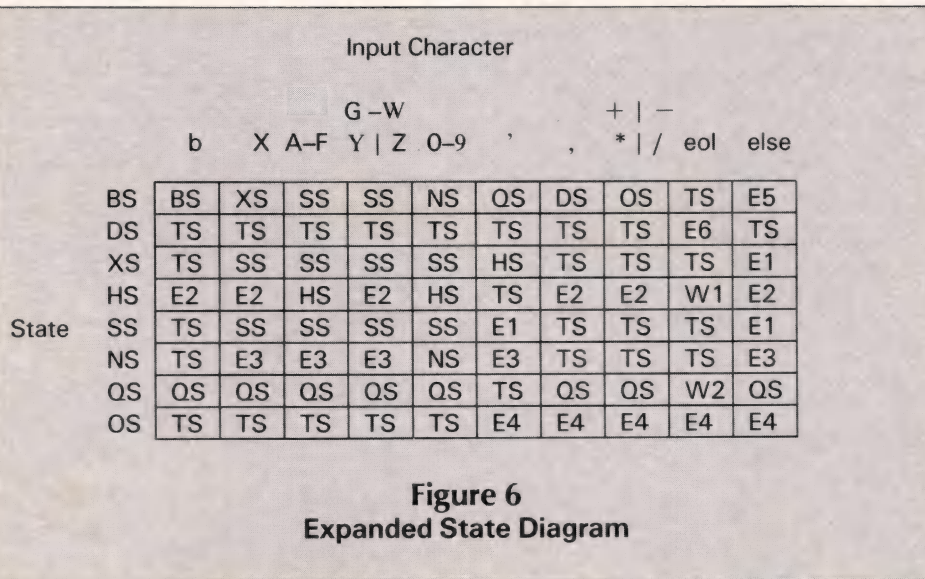 Input Character
G –W + | –
b X A–F Y | Z 0–9 ' , * | / eol else
BS BS XS SS SS NS QS DS OS TS E5
DS TS TS TS TS TS TS TS TS E6 TS
XS TS SS SS SS SS HS TS TS TS E1
HS E2 E2 HS E2 HS TS E2 E2 W1 E2
State SS TS SS SS SS SS E1 TS TS TS E1
NS TS E3 E3 E3 NS E3 TS TS TS E3
QS QS QS QS QS QS TS QS QS W2 QS
OS TS TS TS TS TS E4 E4 E4 E4 E4
Figure 6
Expanded State Diagram